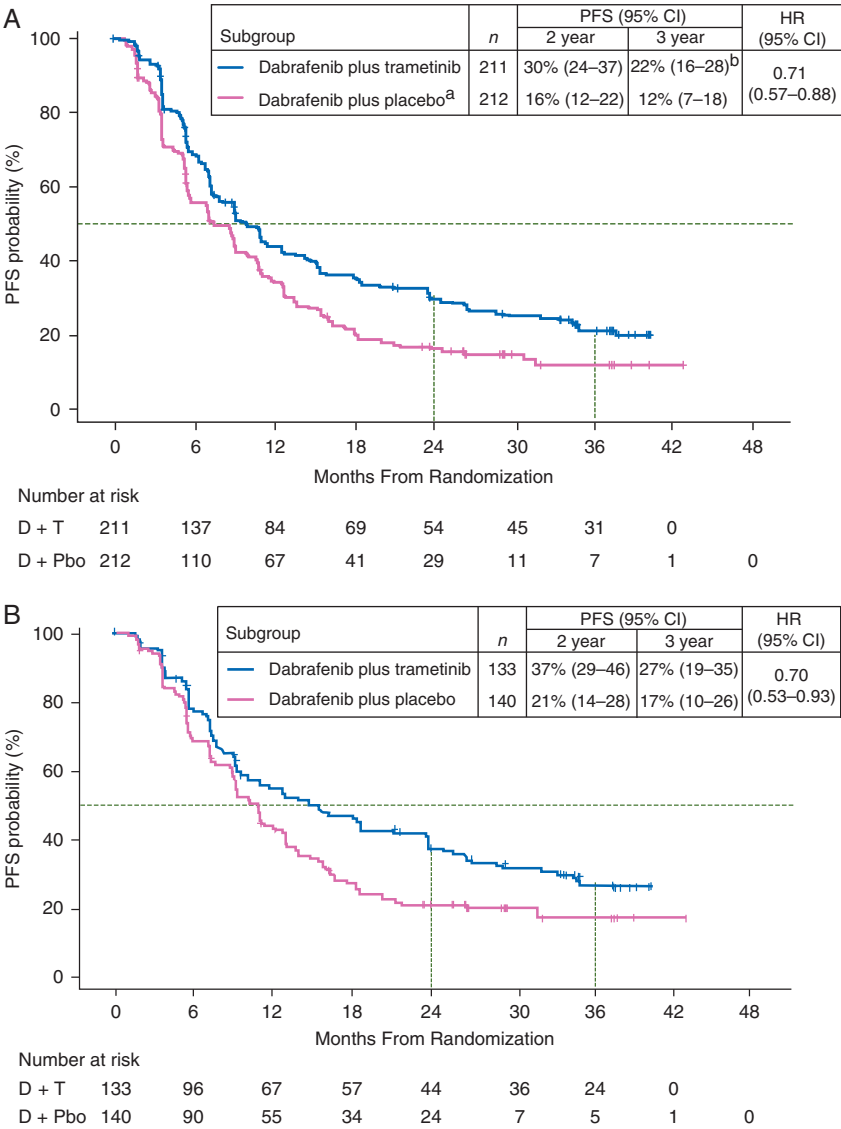 A
Subgroup n PFS (95% CI) HR (95% CI)
2 year 3 year
Dabrafenib plus trametinib 211 30% (24–37) 22% (16–28)b 0.71 (0.57–0.88)
Dabrafenib plus placeboa 212 16% (12–22) 12% (7–18)
PFS probability (%)
100
80
60
40
20
0
0 6 12 18 24 30 36 42 48
Months From Randomization
Number at risk
D + T 211 137 84 69 54 45 31 0
D + Pbo 212 110 67 41 29 11 7 1 0
B
Subgroup n PFS (95% CI) HR (95% CI)
2 year 3 year
Dabrafenib plus trametinib 133 37% (29–46) 27% (19–35) 0.70 (0.53–0.93)
Dabrafenib plus placebo 140 21% (14–28) 17% (10–26)
PFS probability (%)
100
80
60
40
20
0
0 6 12 18 24 30 36 42 48
Months From Randomization
Number at risk
D + T 133 96 67 57 44 36 24 0
D + Pbo 140 90 55 34 24 7 5 1 0